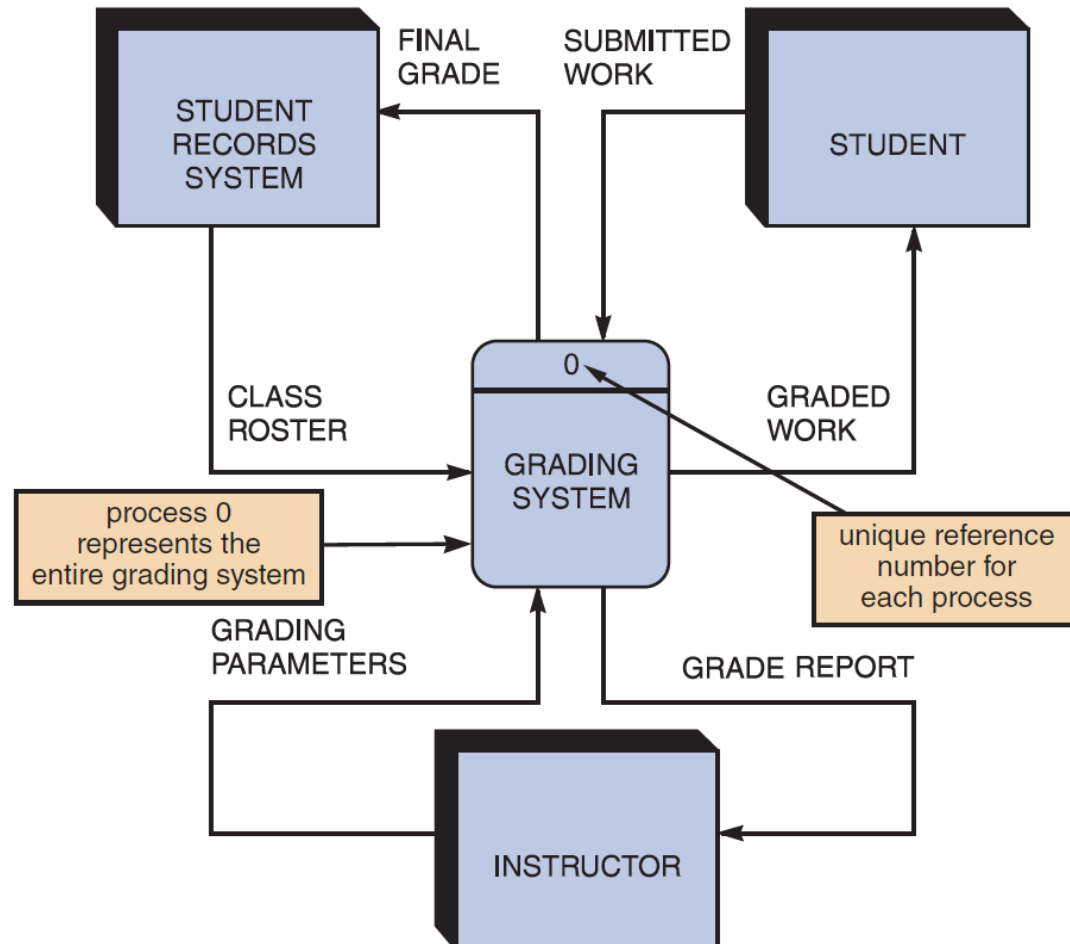 FINAL
GRADE
SUBMITTED
WORK
STUDENT
RECORDS
SYSTEM
STUDENT
0
CLASS
ROSTER
GRADED
WORK
GRADING
SYSTEM
process 0
represents the
entire grading system
unique reference
number for
each process
GRADING
PARAMETERS
GRADE REPORT
INSTRUCTOR